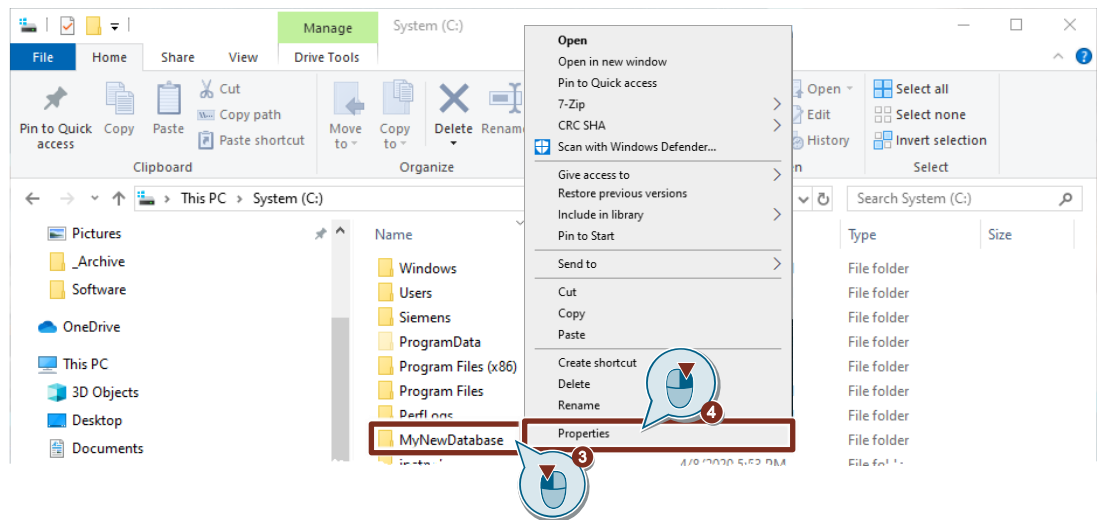 Manage
System (C:)
File
Home
Share
View
Drive Tools
Pin to Quick
access
Copy
Paste
Cut
Copy path
Paste shortcut
Clipboard
Move
to
Copy
to
Delete
Organize
Open
Edit
History
Select all
Select none
Invert selection
Select
This PC > System (C:)
Search System (C:)
Pictures
_Archive
Software
OneDrive
This PC
3D Objects
Desktop
Documents
Name
Type
Size
Windows
File folder
Users
File folder
Siemens
File folder
ProgramData
File folder
Program Files (x86)
File folder
Program Files
File folder
PerfLogs
File folder
MyNewDatabase
File folder
4/8/2020 5:53 PM
Open
Open in new window
Pin to Quick access
7-Zip
CRC SHA
Scan with Windows Defender...
Give access to
Restore previous versions
Include in library
Pin to Start
Send to
Cut
Copy
Paste
Create shortcut
Delete
Rename
Properties
3
4